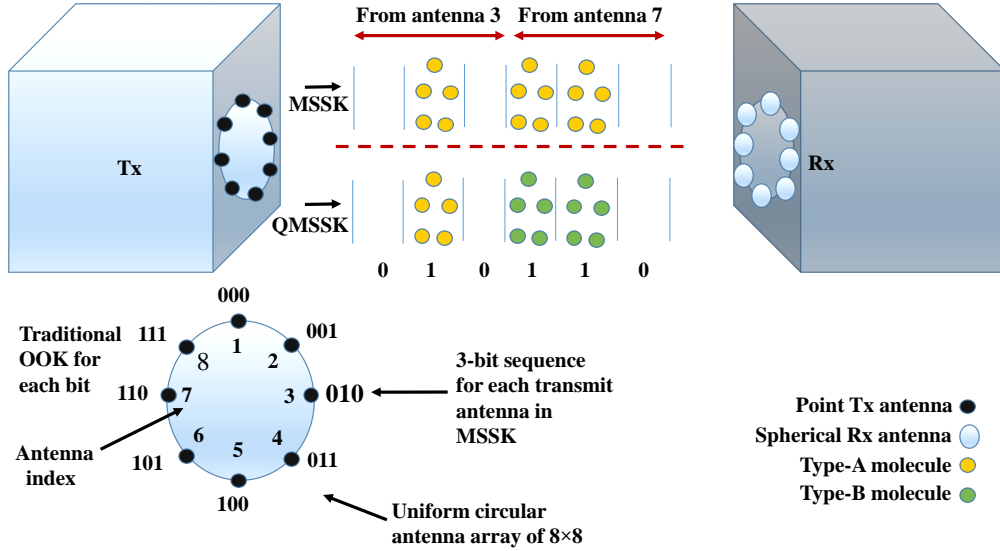 From antenna 3 From antenna 7
MSSK
Tx
Rx
QMSSK
0 1 0 1 1 0
000
111 001
Traditional
OOK for
each bit
8 1 2
3-bit sequence
for each transmit
antenna in
MSSK
110 7 3 010
6 5 4
Antenna
index
101 011
100
Uniform circular
antenna array of 8×8
Point Tx antenna
Spherical Rx antenna
Type-A molecule
Type-B molecule